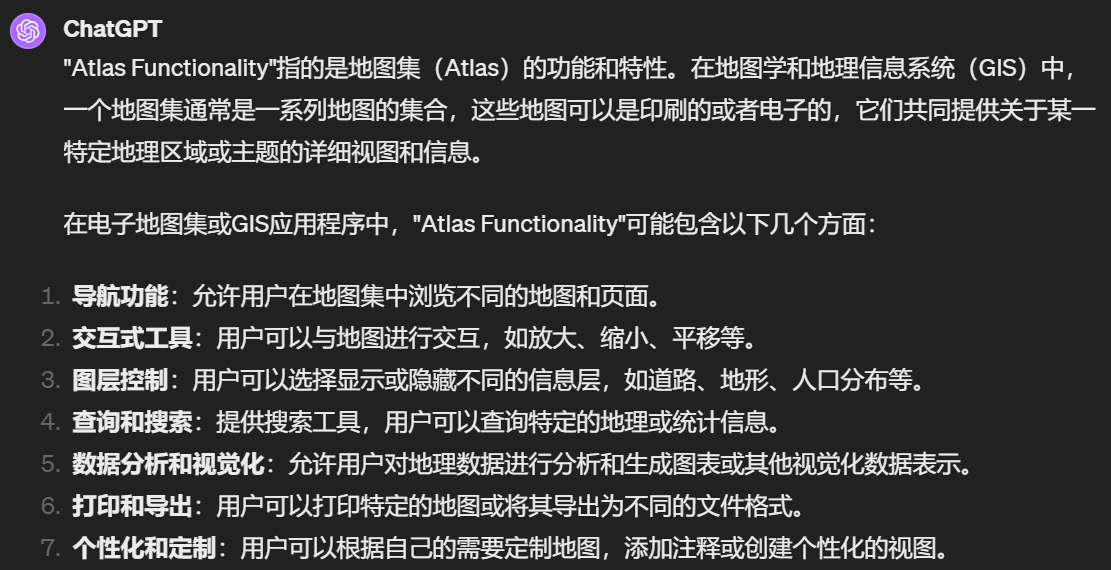 ChatGPT
"Atlas Functionality"指的是地图集（Atlas）的功能和特性。在地图学和地理信息系统（GIS）中，
一个地图集通常是一系列地图的集合，这些地图可以是印刷的或者电子的，它们共同提供关于某一
特定地理区域或主题的详细视图和信息。
在电子地图集或GIS应用程序中，"Atlas Functionality"可能包含以下几个方面：
1. 导航功能：允许用户在地图集中浏览不同的地图和页面。
2. 交互式工具：用户可以与地图进行交互，如放大、缩小、平移等。
3. 图层控制：用户可以选择显示或隐藏不同的信息层，如道路、地形、人口分布等。
4. 查询和搜索：提供搜索工具，用户可以查询特定的地理或统计信息。
5. 数据分析和视觉化：允许用户对地理数据进行分析和生成图表或其他视觉化数据表示。
6. 打印和导出：用户可以打印特定的地图或将其导出为不同的文件格式。
7. 个性化和定制：用户可以根据自己的需要定制地图，添加注释或创建个性化的视图。